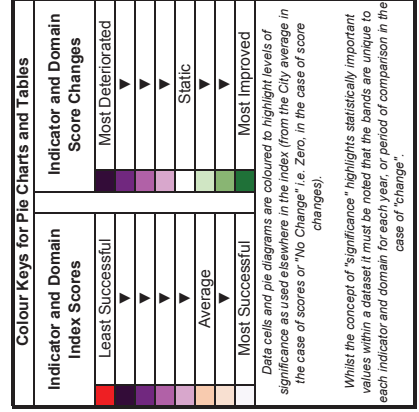 Colour Keys for Pie Charts and Tables
Indicator and Domain
Index Scores
Indicator and Domain
Score Changes
Least Successful
Most Deteriorated
▼
▼
▼
▼
▼
▼
▼
Static
Average
▼
▼
▼
Most Successful
Most Improved
Data cells and pie diagrams are coloured to highlight levels of
significance as used elsewhere in the index (from the City average in
the case of scores or "No Change" i.e. Zero, in the case of score
changes).
Whilst the concept of "significance" highlights statistically important
values within a dataset it must be noted that the bands are unique to
each indicator and domain for each year, or period of comparison in the
case of "change".